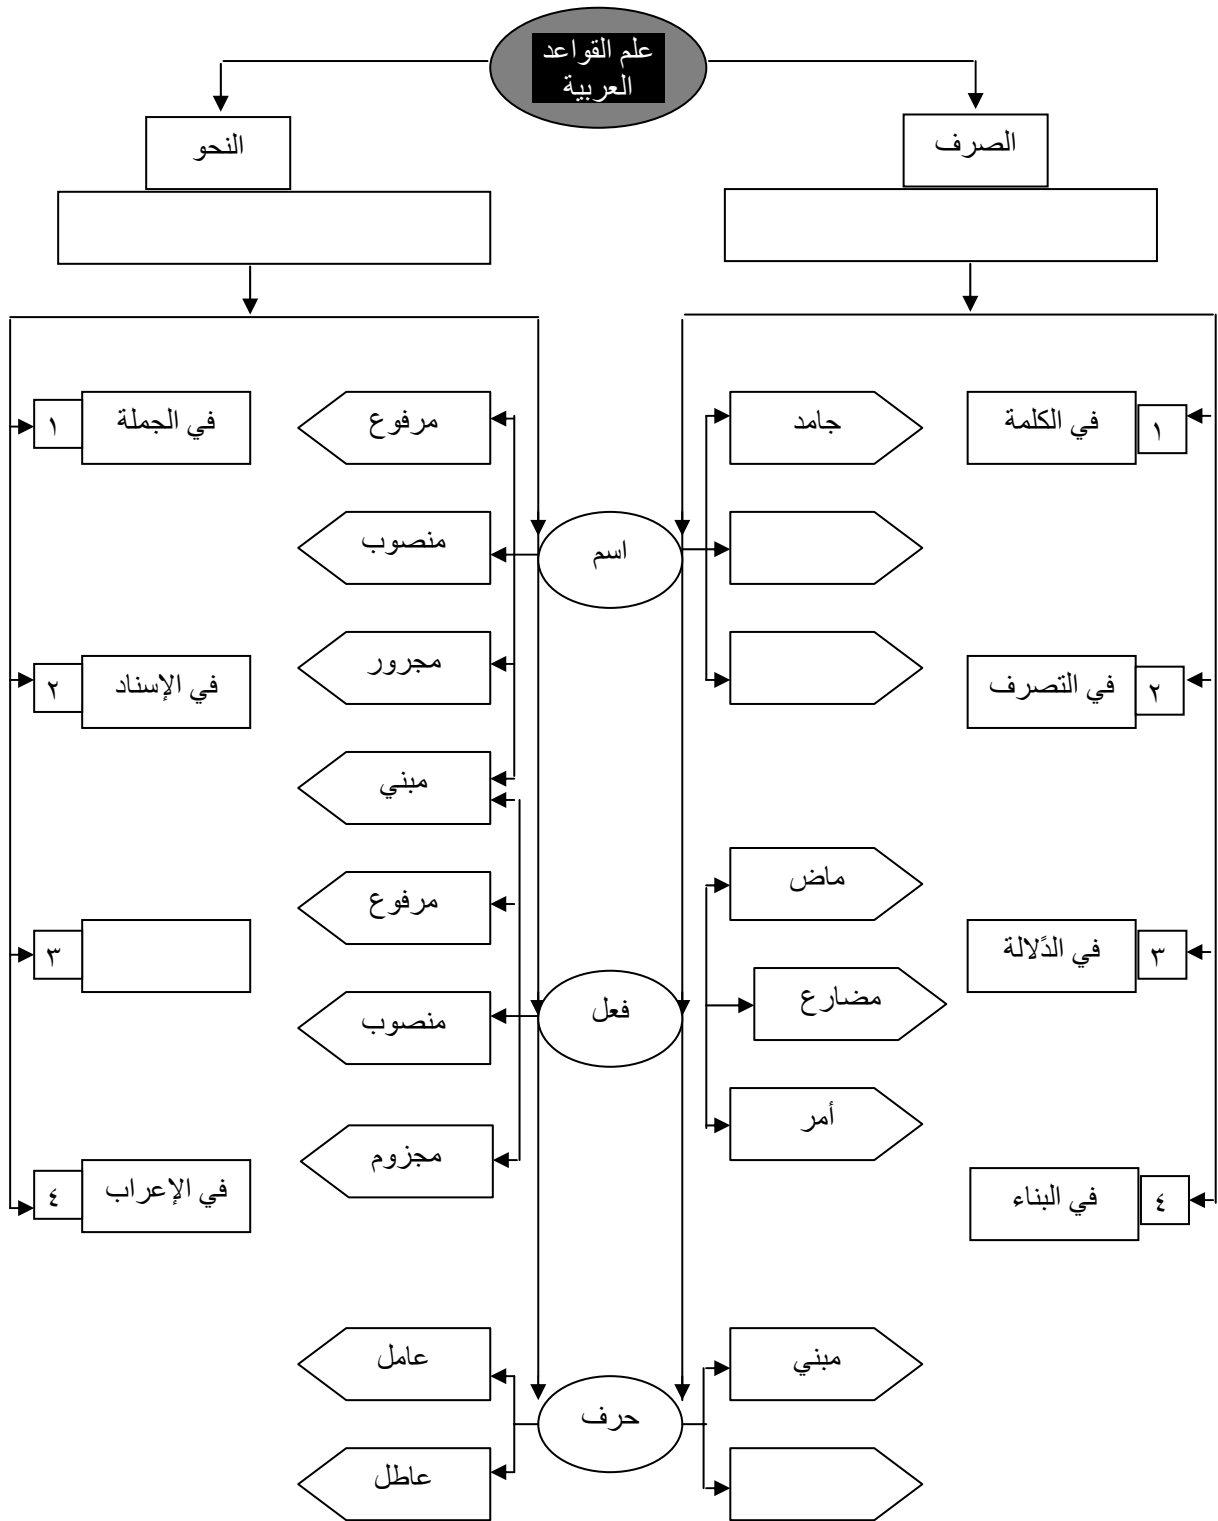 علم القواعد
العربية
الصرف
النحو
في الكلمة
١
جامد
مرفوع
في الجملة
١
اسم
منصوب
في التصرف
٢
مجرور
في الإسناد
٢
مبني
ماض
مرفوع
في الدًلالة
٣
٣
مضارع
فعل
منصوب
أمر
مجزوم
في البناء
٤
في الإعراب
٤
مبني
عامل
حرف
عاطل